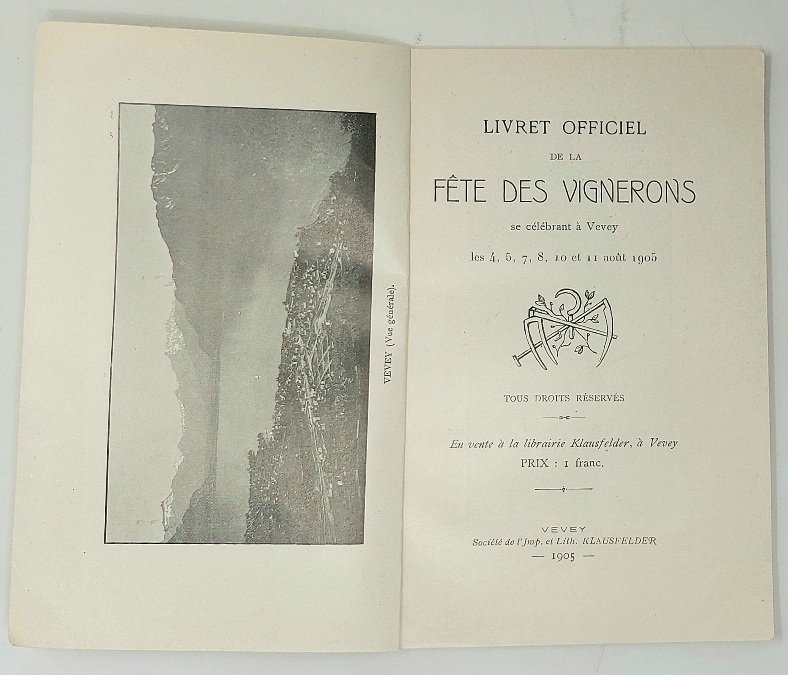 VEVEY (Vue générale).
LIVRET OFFICIEL
DE LA
FÊTE DES VIGNERONS
se célébrant à Vevey
les 4, 5, 7, 8, 10 et 11 août 1905
TOUS DROITS RÉSERVÉS
En vente à la librairie Klausfelder, à Vevey
PRIX : 1 franc.
VEVEY
Société de l'Imp. et Lith. KLAUSFELDER
— 1905 —